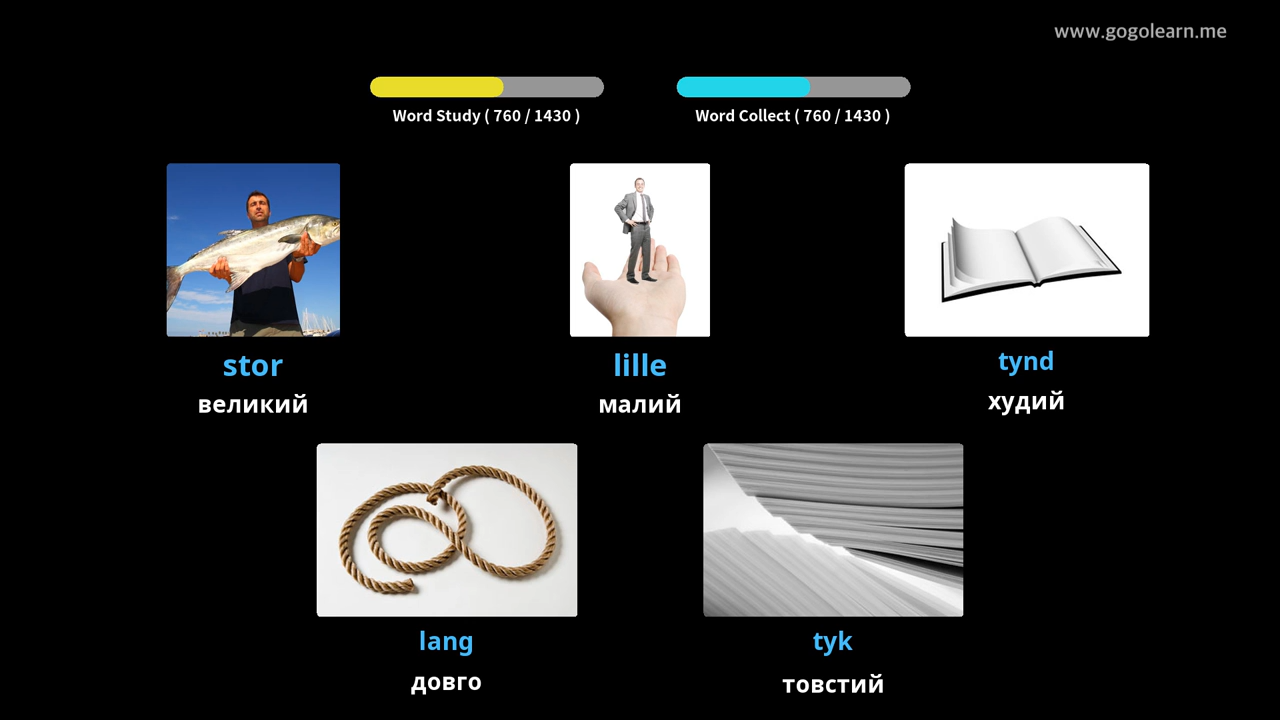 www.gogolearn.me
Word Study ( 760 / 1430 )
Word Collect ( 760 / 1430 )
stor
великий
lille
малий
tynd
худий
lang
довго
tyk
товстий